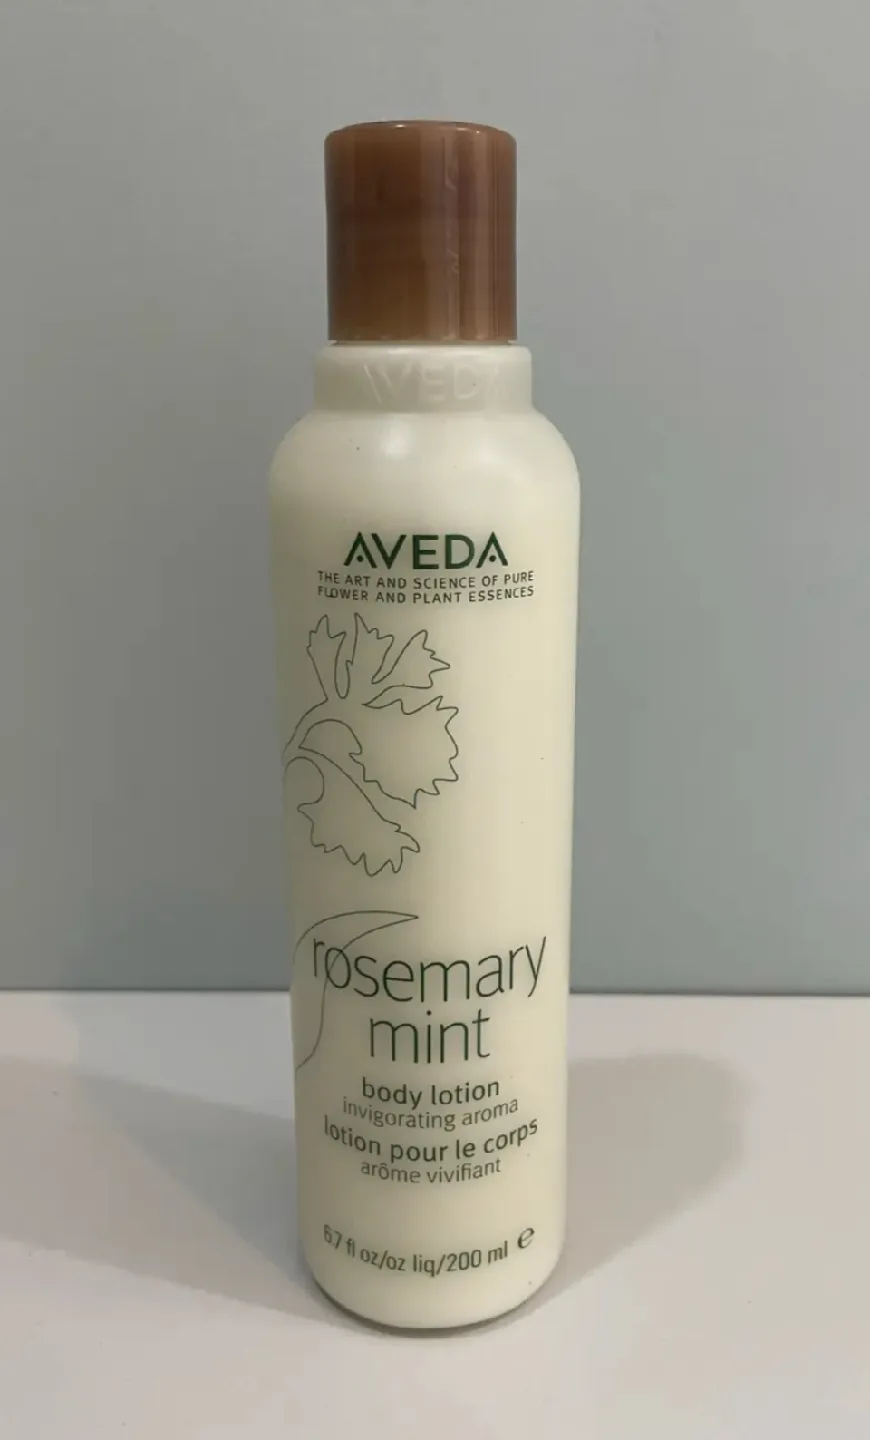 AVEDA
AVEDA
THE ART AND SCIENCE OF PURE
FLOWER AND PLANT ESSENCES
rosemary
mint
body lotion
invigorating aroma
lotion pour le corps
arôme vivifiant
6.7 fl oz/oz liq/200 ml ℮